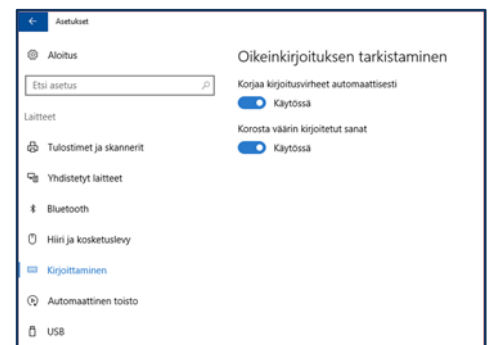 Asetukset
Aloitus
Etsi asetus
Laitteet
Tulostimet ja skannerit
Yhdistetyt laitteet
Bluetooth
Hiiri ja kosketuslevy
Kirjoittaminen
Automaattinen toisto
USB
Oikeinkirjoituksen tarkistaminen
Korjaa kirjoitusvirheet automaattisesti
Käytössä
Korosta väärin kirjoitetut sanat
Käytössä